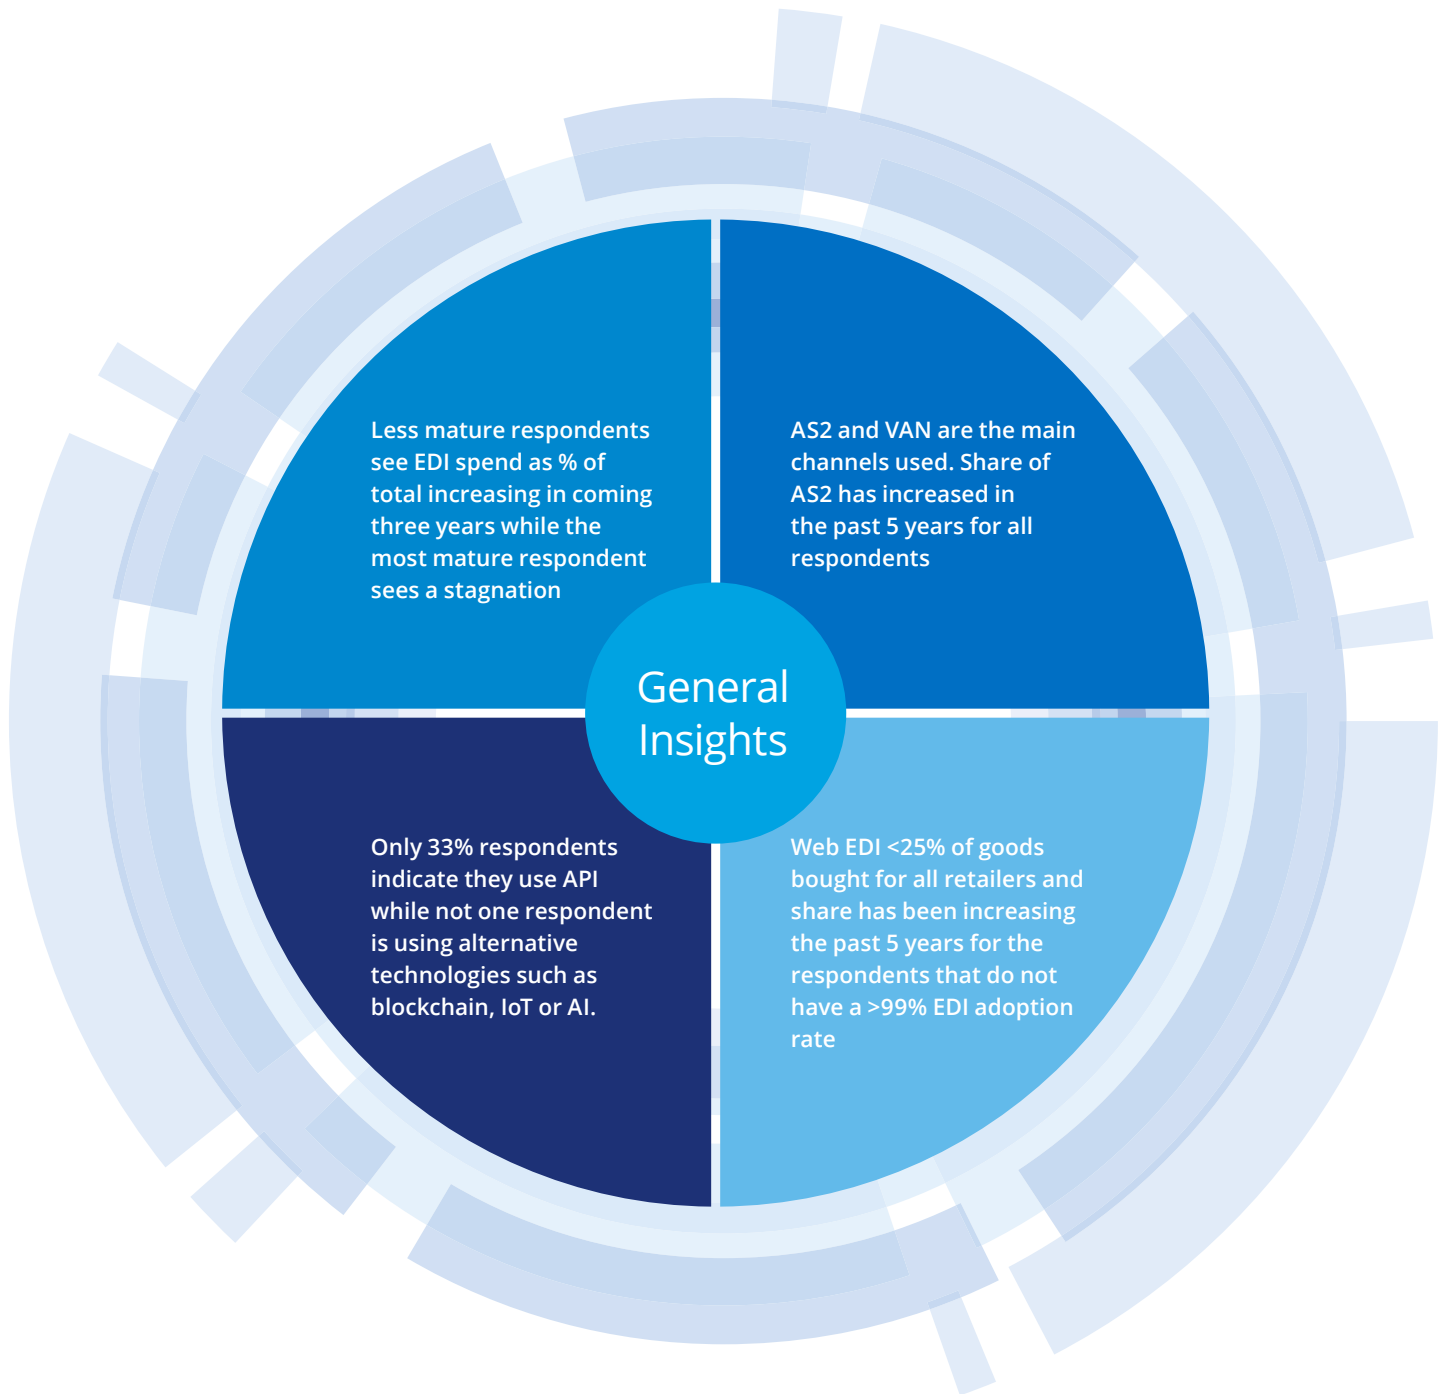 Less mature respondents
see EDI spend as % of
total increasing in coming
three years while the
most mature respondent
sees a stagnation
AS2 and VAN are the main
channels used. Share of
AS2 has increased in
the past 5 years for all
respondents
General
Insights
Only 33% respondents
indicate they use API
while not one respondent
is using alternative
technologies such as
blockchain, IoT or AI.
Web EDI <25% of goods
bought for all retailers and
share has been increasing
the past 5 years for the
respondents that do not
have a >99% EDI adoption
rate